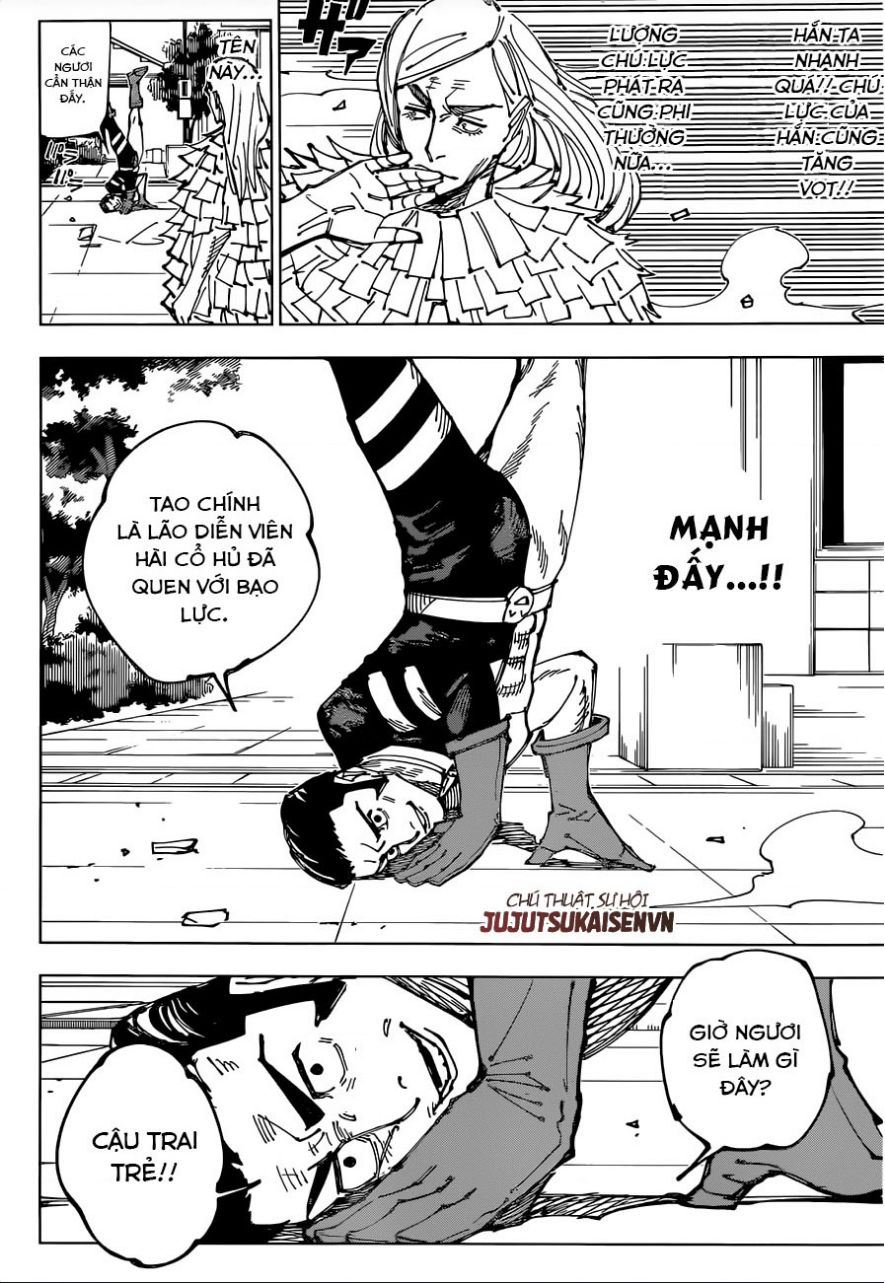 HẮN TA
NHANH
QUÁ!! CHÚ
LỰC CỦA
HẮN CŨNG
TĂNG
VỌT!!
LƯỢNG
CHÚ LỰC
PHÁT RA
CŨNG PHI
THƯỜNG
NỮA...
TÊN
NÀY...
CÁC
NGƯƠI
CẨN THẬN
ĐẤY.
MẠNH
ĐẤY...!!
TAO CHÍNH
LÀ LÃO DIỄN VIÊN
HÀI CỔ HỦ ĐÃ
QUEN VỚI BẠO
LỰC.
CHÚ THUẬT SƯ HỘI
JUJUTSUKAISENVN
GIỜ NGƯƠI
SẼ LÀM GÌ
ĐÂY?
CẬU TRAI
TRẺ!!